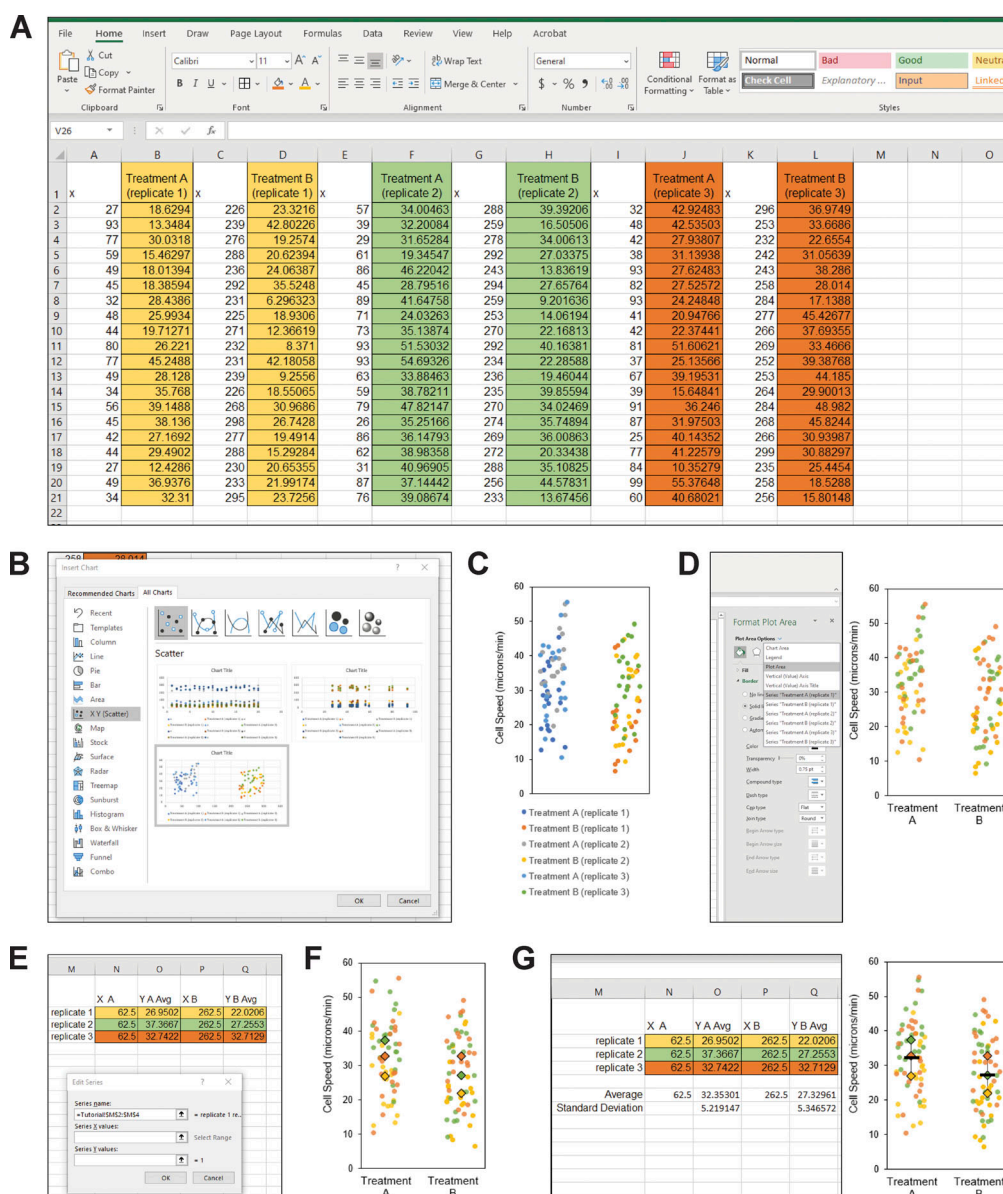 A
File Home Insert Draw Page Layout Formulas Data Review View Help Acrobat
Cut
Copy
Format Painter
Paste
Calibri 11
B I U
Wrap Text
Merge & Center
General
$ % 9
Conditional Formatting
Format as Table
Normal Bad Good Neutra
Check Cell Explanatory ... Input Linked
Clipboard Font Alignment Number Styles
V26 fx
A B C D E F G H I J K L M N O
1 x Treatment A (replicate 1) x Treatment B (replicate 1) x Treatment A (replicate 2) x Treatment B (replicate 2) x Treatment A (replicate 3) x Treatment B (replicate 3)
2 27 18.6294 226 23.3216 57 34.00463 288 39.39206 32 42.92483 296 36.9749
3 93 13.3484 239 42.80226 39 32.20084 259 16.50506 48 42.53503 253 33.6686
4 77 30.0318 276 19.2574 29 31.65284 278 34.00613 42 27.93807 232 22.6554
5 59 15.46297 288 20.62394 61 19.34547 292 27.03375 38 31.13938 242 31.05639
6 49 18.01394 236 24.06387 86 46.22042 243 13.83619 93 27.62483 243 38.286
7 45 18.38594 292 35.5248 45 28.79516 294 27.65764 82 27.52572 258 28.014
8 32 28.4386 231 6.296323 89 41.64758 259 9.201636 93 24.24848 284 17.1388
9 48 25.9934 225 18.9306 71 24.03263 253 14.06194 41 20.94766 277 45.42677
10 44 19.71271 271 12.36619 73 35.13874 270 22.16813 42 22.37441 266 37.69355
11 80 26.221 232 8.371 93 51.53032 292 40.16381 81 51.60621 269 33.4666
12 77 45.2488 231 42.18058 93 54.69326 234 22.28588 37 25.13566 252 39.38768
13 49 28.128 239 9.2556 63 33.88463 236 19.46044 67 39.19531 253 44.185
14 34 35.768 226 18.55065 59 38.78211 235 39.85594 39 15.64841 264 29.90013
15 56 39.1488 268 30.9686 79 47.82147 270 34.02469 91 36.246 284 48.982
16 45 38.136 298 26.7428 26 35.25166 274 35.74894 87 31.97503 268 45.8244
17 42 27.1692 277 19.4914 86 36.14793 269 36.00863 25 40.14352 266 30.93987
18 44 29.4902 288 15.29284 62 38.98358 272 20.33438 77 41.22579 299 30.88297
19 27 12.4286 230 20.65355 31 40.96905 288 35.10825 84 10.35279 235 25.4454
20 49 36.9376 233 21.99174 87 37.14442 256 44.57831 99 55.37648 258 18.5288
21 34 32.31 295 23.7256 76 39.08674 233 13.67456 60 40.68021 256 15.80148
22
B
258 28.014
Insert Chart ? ×
Recommended Charts All Charts
Recent
Templates
Column
Line
Pie
Bar
Area
X Y (Scatter)
Map
Stock
Surface
Radar
Treemap
Sunburst
Histogram
Box & Whisker
Waterfall
Funnel
Combo
Scatter
Chart Title
Chart Title
Chart Title
OK Cancel
C
Cell Speed (microns/min)
60
50
40
30
20
10
0
Treatment A (replicate 1)
Treatment B (replicate 1)
Treatment A (replicate 2)
Treatment B (replicate 2)
Treatment A (replicate 3)
Treatment B (replicate 3)
D
Format Plot Area
Plot Area Options
Chart Area
Legend
Plot Area
Vertical (Value) Axis
Vertical (Value) Axis Title
Series "Treatment A (replicate 1)"
Series "Treatment B (replicate 1)"
Series "Treatment A (replicate 2)"
Series "Treatment B (replicate 2)"
Series "Treatment A (replicate 3)"
Series "Treatment B (replicate 3)"
Fill
Border
Color
Transparency 0%
Width 0.75 pt
Compound type
Dash type
Cap type Flat
Join type Round
Begin Arrow type
Begin Arrow size
End Arrow type
End Arrow size
Cell Speed (microns/min)
60
50
40
30
20
10
0
Treatment A
Treatment B
E
M N O P Q
X A Y A Avg X B Y B Avg
replicate 1 62.5 26.9502 262.5 22.0206
replicate 2 62.5 37.3667 262.5 27.2553
replicate 3 62.5 32.7422 262.5 32.7129
Edit Series ? ×
Series name:
=Tutorial!$M$2:$M$4 = replicate 1 re...
Series X values:
Select Range
Series Y values:
= 1
OK Cancel
F
Cell Speed (microns/min)
60
50
40
30
20
10
0
Treatment A
Treatment B
G
M N O P Q
X A Y A Avg X B Y B Avg
replicate 1 62.5 26.9502 262.5 22.0206
replicate 2 62.5 37.3667 262.5 27.2553
replicate 3 62.5 32.7422 262.5 32.7129
Average 62.5 32.35301 262.5 27.32961
Standard Deviation 5.219147 5.346572
Cell Speed (microns/min)
60
50
40
30
20
10
0
Treatment A
Treatment B